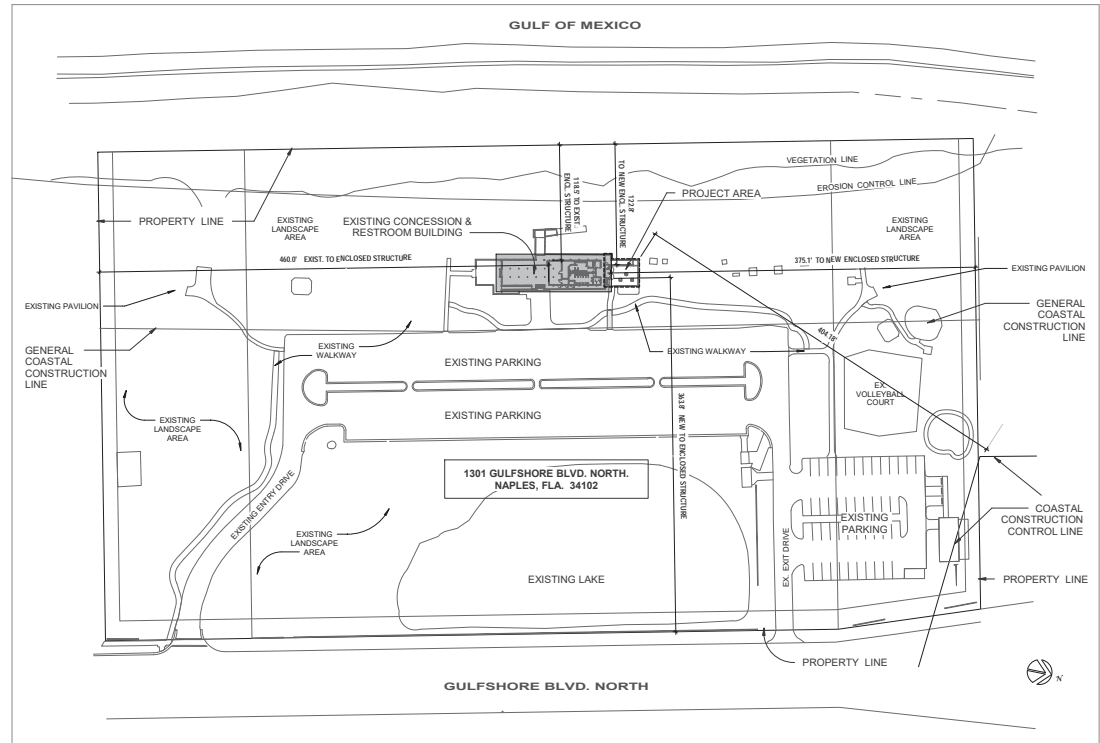 GULF OF MEXICO
VEGETATION LINE
EROSION CONTROL LINE
PROJECT AREA
118.5' TO EXIST.
ENCL. STRUCTURE
122.8'
TO NEW ENCL. STRUCTURE
PROPERTY LINE
EXISTING
LANDSCAPE
AREA
EXISTING CONCESSION &
RESTROOM BUILDING
EXISTING
LANDSCAPE
AREA
460.0' EXIST. TO ENCLOSED STRUCTURE
375.1' TO NEW ENCLOSED STRUCTURE
EXISTING PAVILION
EXISTING PAVILION
GENERAL
COASTAL
CONSTRUCTION
LINE
GENERAL
COASTAL
CONSTRUCTION
LINE
EXISTING
WALKWAY
EXISTING WALKWAY
404.18'
EXISTING PARKING
EX.
VOLLEYBALL
COURT
EXISTING PARKING
363.8' NEW TO ENCLOSED STRUCTURE
EXISTING
LANDSCAPE
AREA
1301 GULFSHORE BLVD. NORTH.
NAPLES, FLA. 34102
EXISTING ENTRY DRIVE
EXISTING
LANDSCAPE
AREA
EXISTING LAKE
EX. EXIT DRIVE
EXISTING
PARKING
COASTAL
CONSTRUCTION
CONTROL LINE
PROPERTY LINE
PROPERTY LINE
GULFSHORE BLVD. NORTH
N